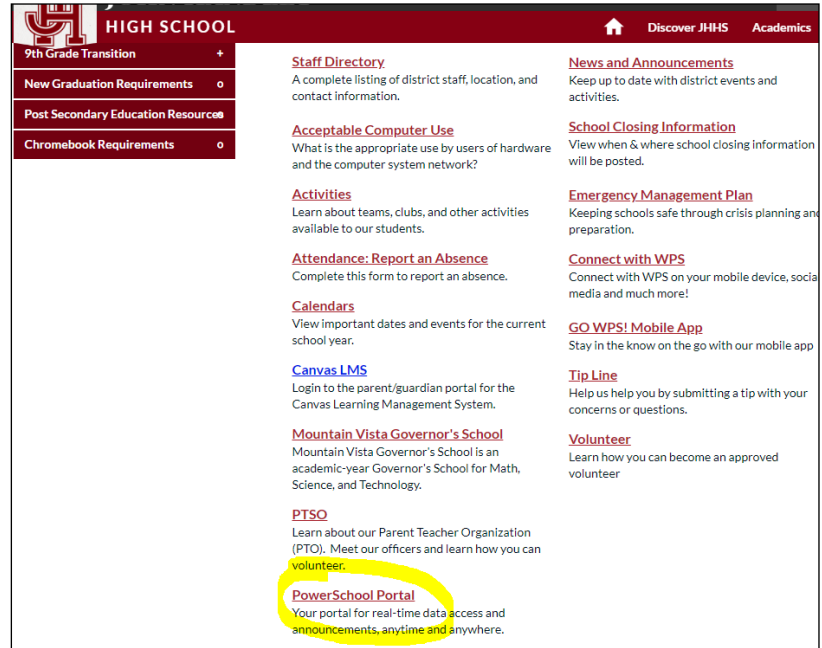 HIGH SCHOOL
Discover JHHS
Academics
9th Grade Transition +
New Graduation Requirements o
Post Secondary Education Resources
Chromebook Requirements o
Staff Directory
A complete listing of district staff, location, and
contact information.
Acceptable Computer Use
What is the appropriate use by users of hardware
and the computer system network?
Activities
Learn about teams, clubs, and other activities
available to our students.
Attendance: Report an Absence
Complete this form to report an absence.
Calendars
View important dates and events for the current
school year.
Canvas LMS
Login to the parent/guardian portal for the
Canvas Learning Management System.
Mountain Vista Governor's School
Mountain Vista Governor's School is an
academic-year Governor's School for Math,
Science, and Technology.
PTSO
Learn about our Parent Teacher Organization
(PTO). Meet our officers and learn how you can
volunteer.
PowerSchool Portal
Your portal for real-time data access and
announcements, anytime and anywhere.
News and Announcements
Keep up to date with district events and
activities.
School Closing Information
View when & where school closing information
will be posted.
Emergency Management Plan
Keeping schools safe through crisis planning and
preparation.
Connect with WPS
Connect with WPS on your mobile device, socia
media and much more!
GO WPS! Mobile App
Stay in the know on the go with our mobile app
Tip Line
Help us help you by submitting a tip with your
concerns or questions.
Volunteer
Learn how you can become an approved
volunteer